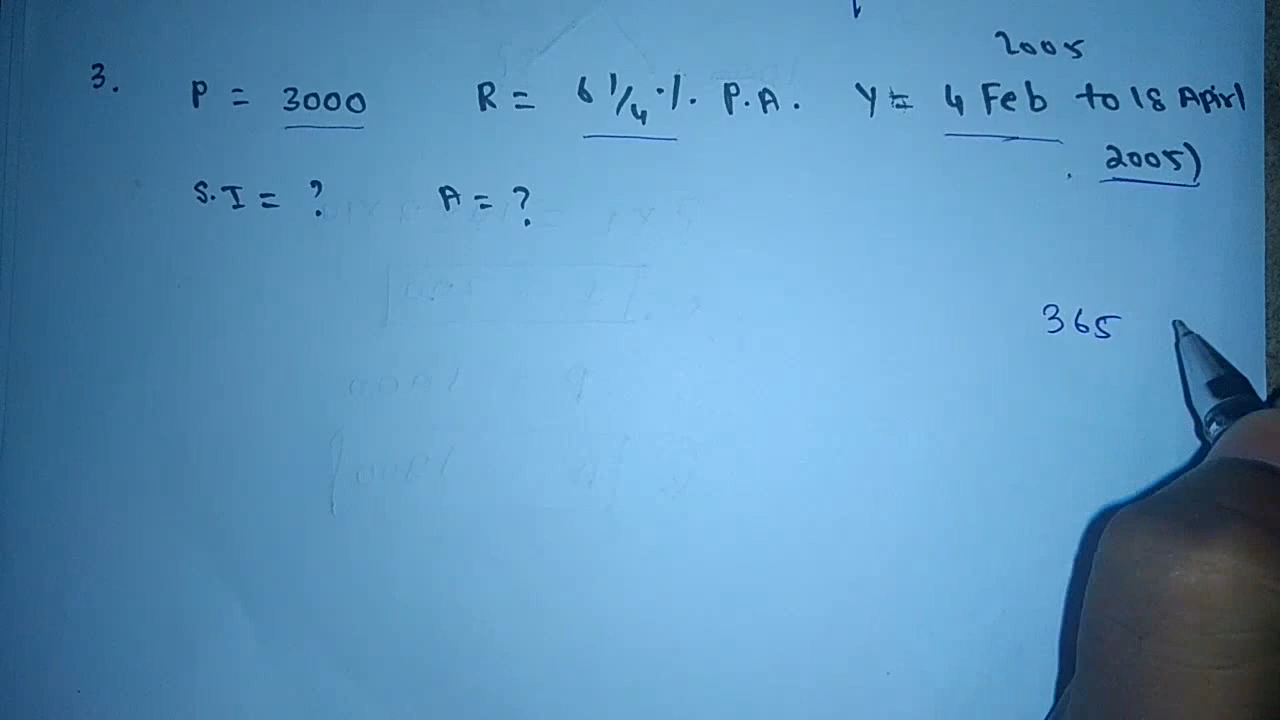 2005
3. P = 3000 R = 6 1/4 %. P.A. Y = 4 Feb to 18 Apirl
2005)
S.I = ? A = ?
365